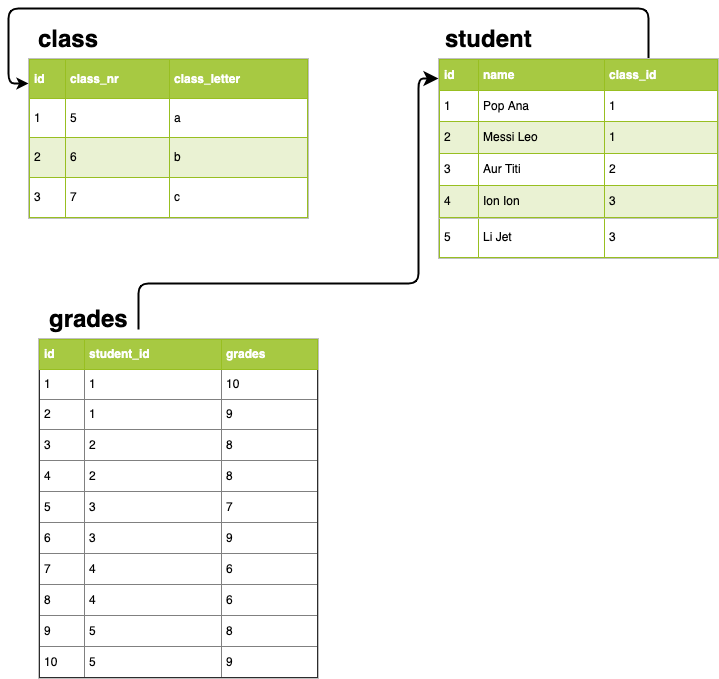 class
id class_nr class_letter
1 5 a
2 6 b
3 7 c
student
id name class_id
1 Pop Ana 1
2 Messi Leo 1
3 Aur Titi 2
4 Ion Ion 3
5 Li Jet 3
grades
id student_id grades
1 1 10
2 1 9
3 2 8
4 2 8
5 3 7
6 3 9
7 4 6
8 4 6
9 5 8
10 5 9